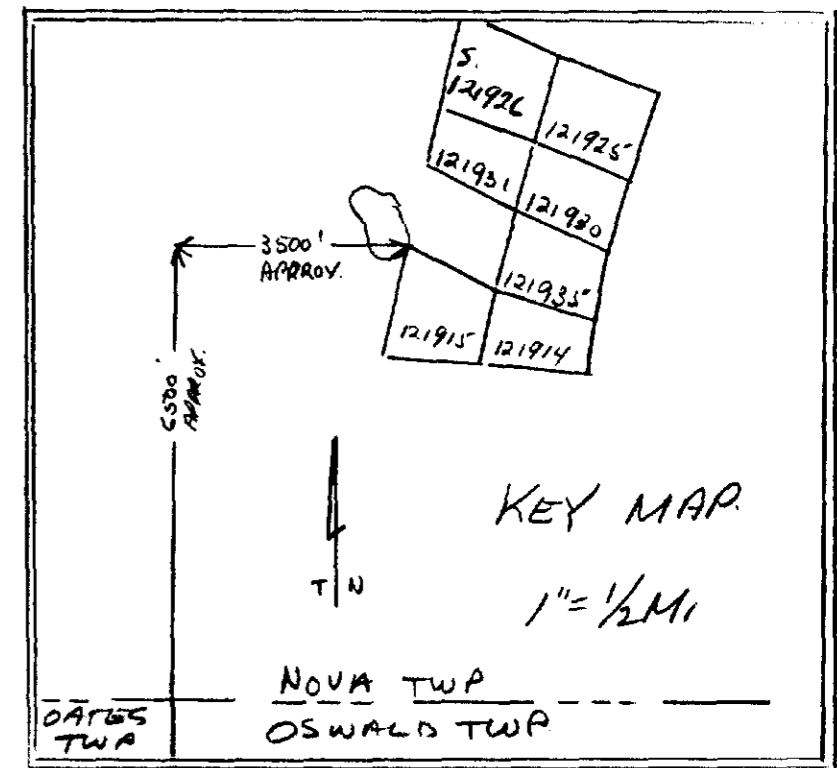 S.
121926
121925
121931
121930
3500'
APPROX.
121935
121915
121914
6500'
APPROX.
KEY MAP.
T N
1" = 1/2 Mi
NOVA TWP
OATES
TWP
OSWALD TWP